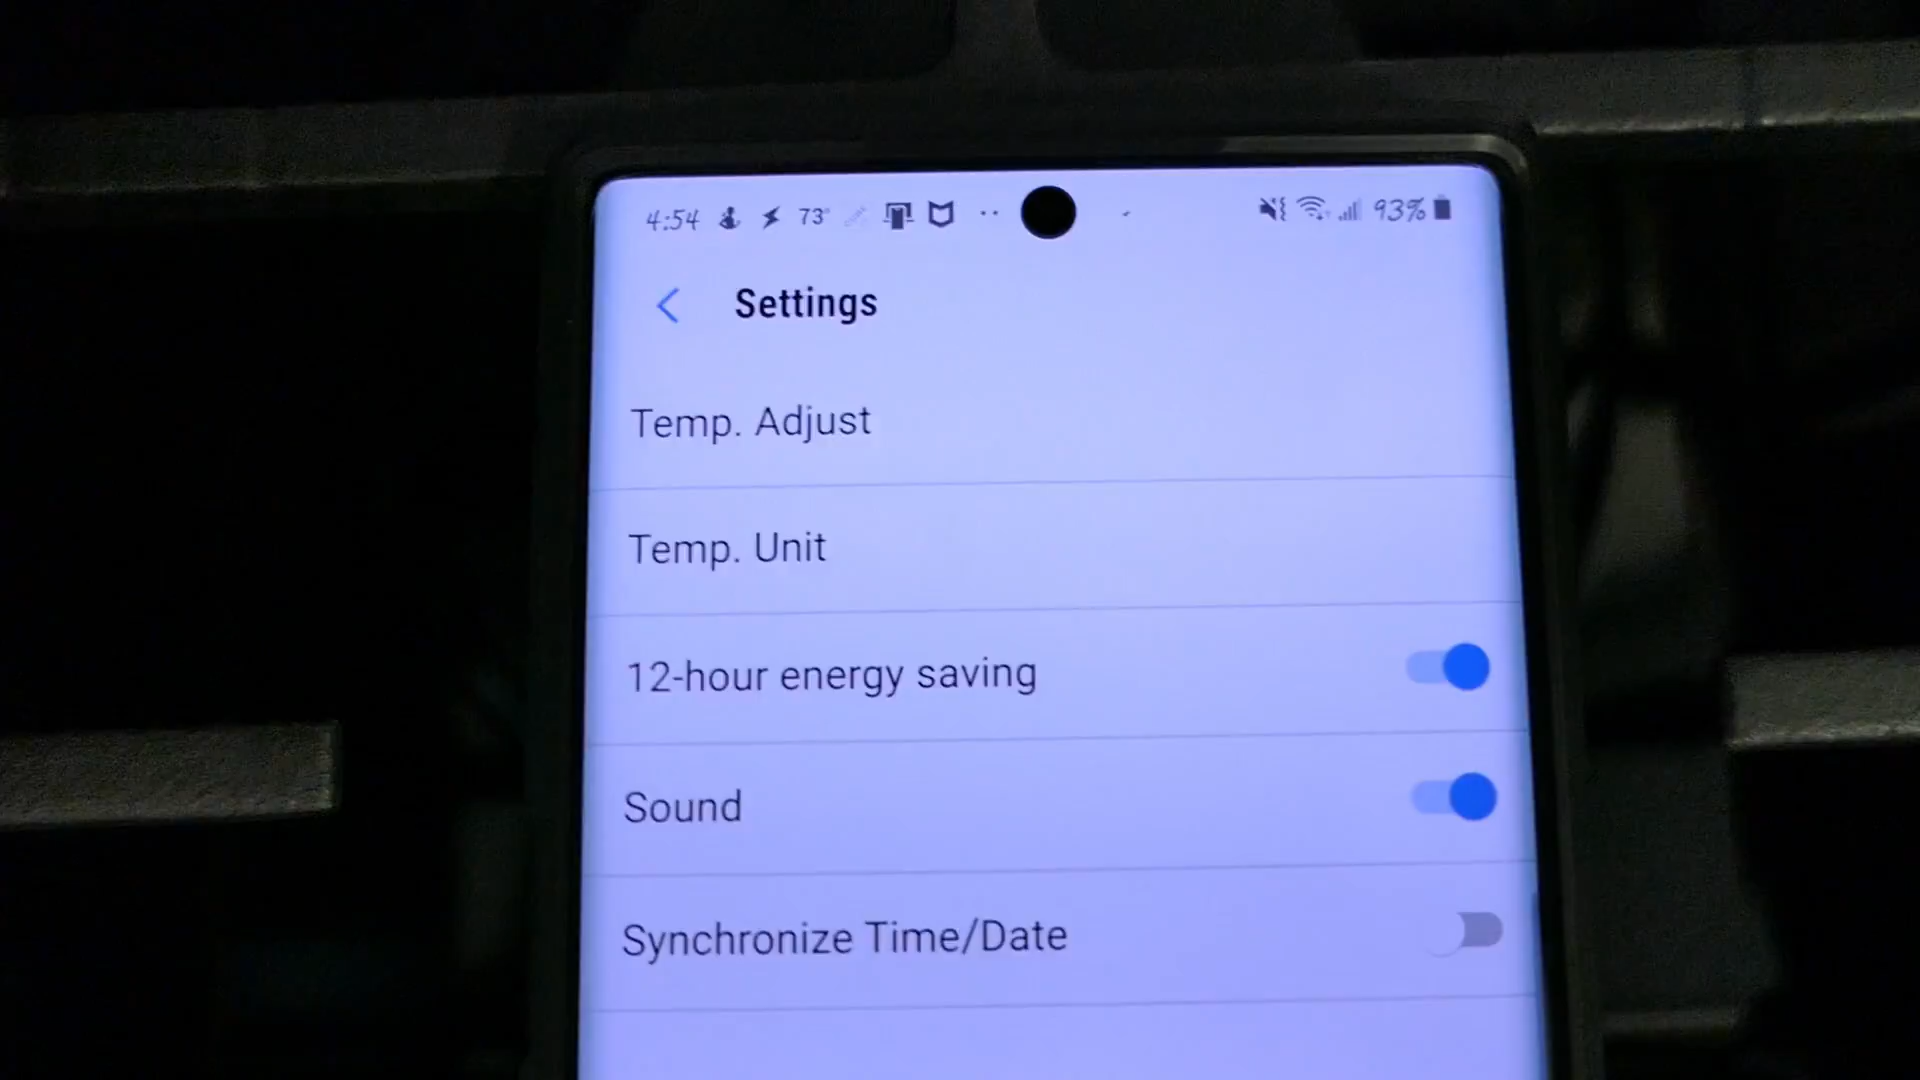 4:54 73° 93%
Settings
Temp. Adjust
Temp. Unit
12-hour energy saving
Sound
Synchronize Time/Date